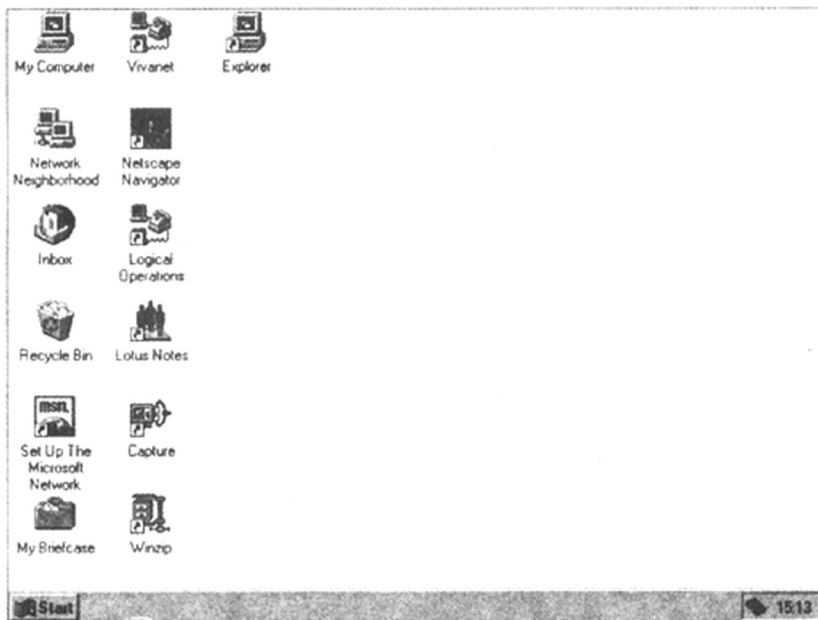 My Computer
Vivanet
Explorer
Network
Neighborhood
Netscape
Navigator
Inbox
Logical
Operations
Recycle Bin
Lotus Notes
msn.
Set Up The
Microsoft
Network
Capture
My Briefcase
Winzip
Start
15:13